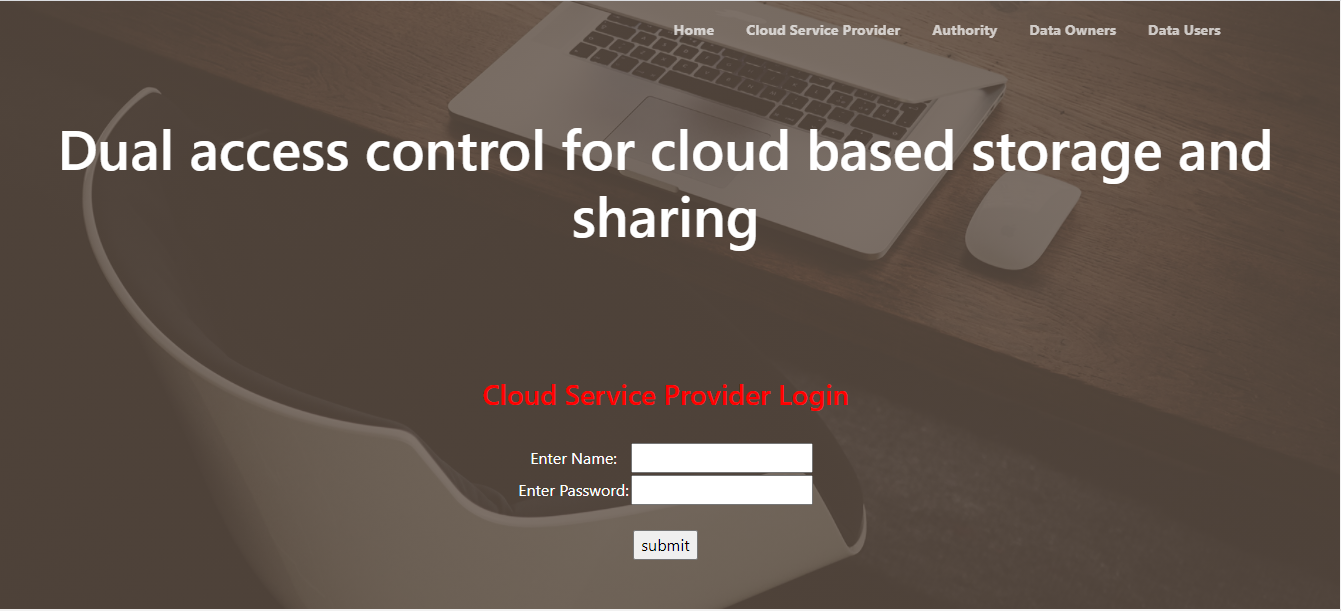 Home Cloud Service Provider Authority Data Owners Data Users
Dual access control for cloud based storage and
sharing
Cloud Service Provider Login
Enter Name:
Enter Password:
submit